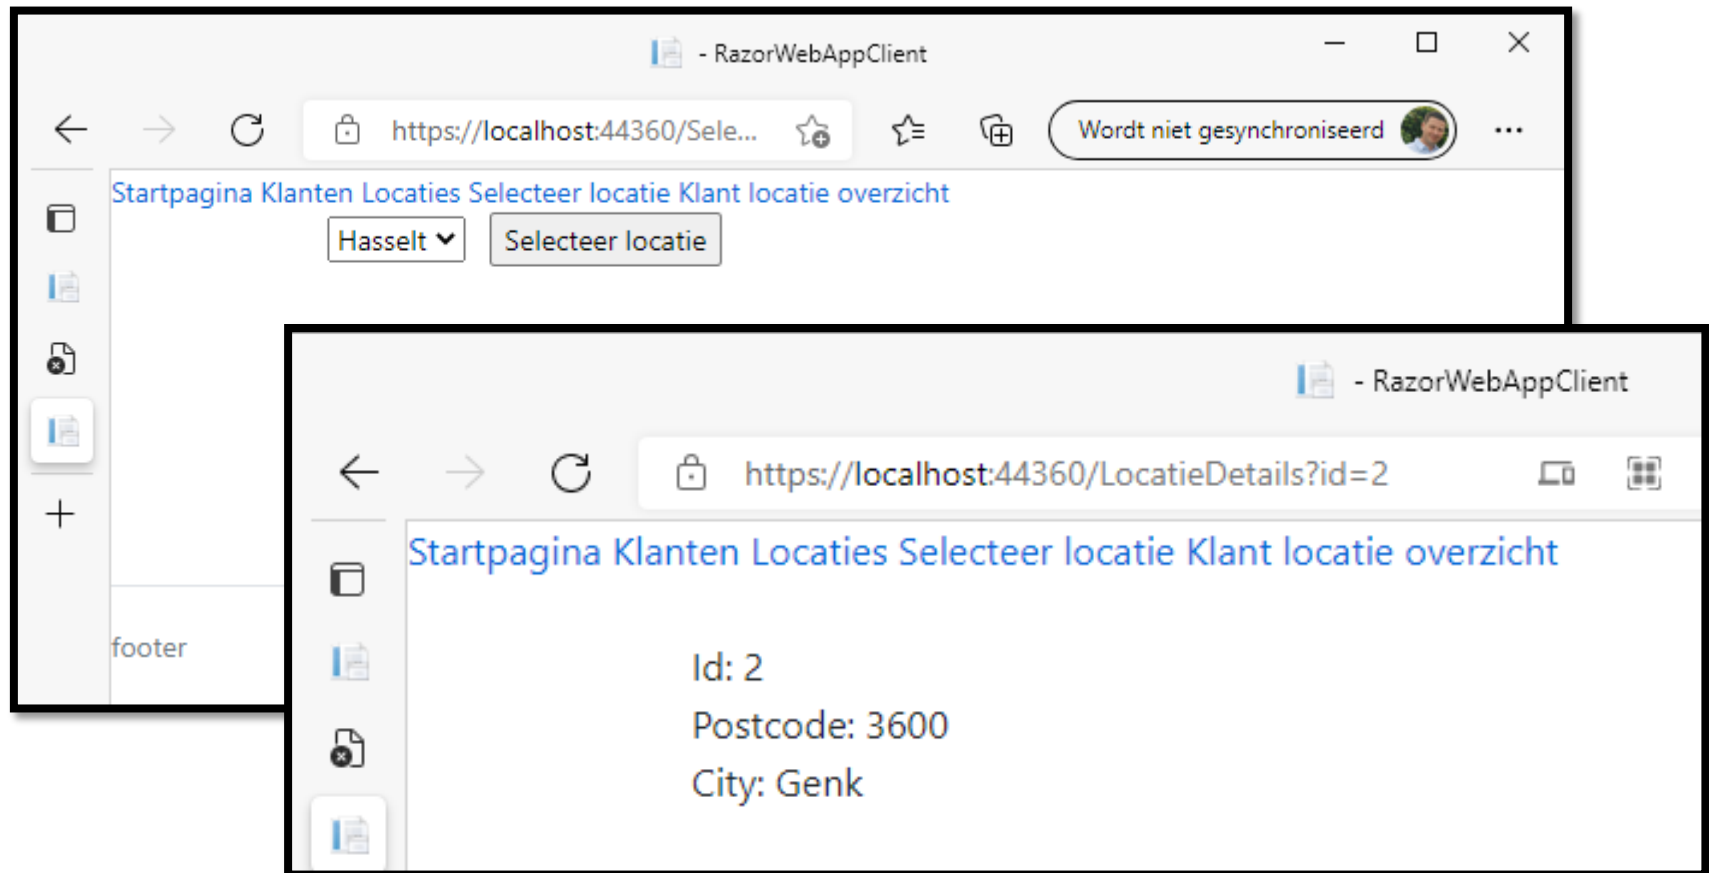 - RazorWebAppClient
https://localhost:44360/Sele...
Wordt niet gesynchroniseerd
Startpagina Klanten Locaties Selecteer locatie Klant locatie overzicht
Hasselt
Selecteer locatie
footer
- RazorWebAppClient
https://localhost:44360/LocatieDetails?id=2
Startpagina Klanten Locaties Selecteer locatie Klant locatie overzicht
Id: 2
Postcode: 3600
City: Genk